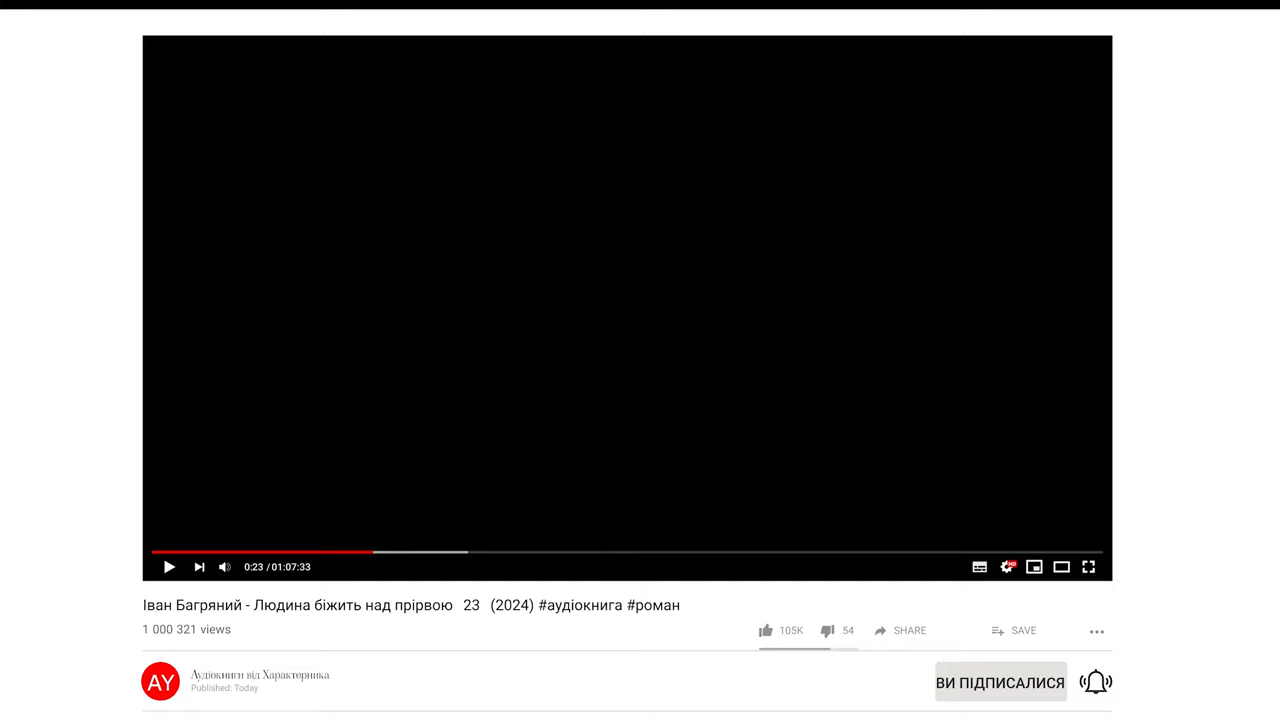 HD
0:23 / 01:07:33
Іван Багряний - Людина біжить над прірвою 23 (2024) #аудіокнига #роман
1 000 321 views
105K 54 SHARE SAVE
AY Аудіокниги від Характерника
Published: Today
ВИ ПІДПИСАЛИСЯ